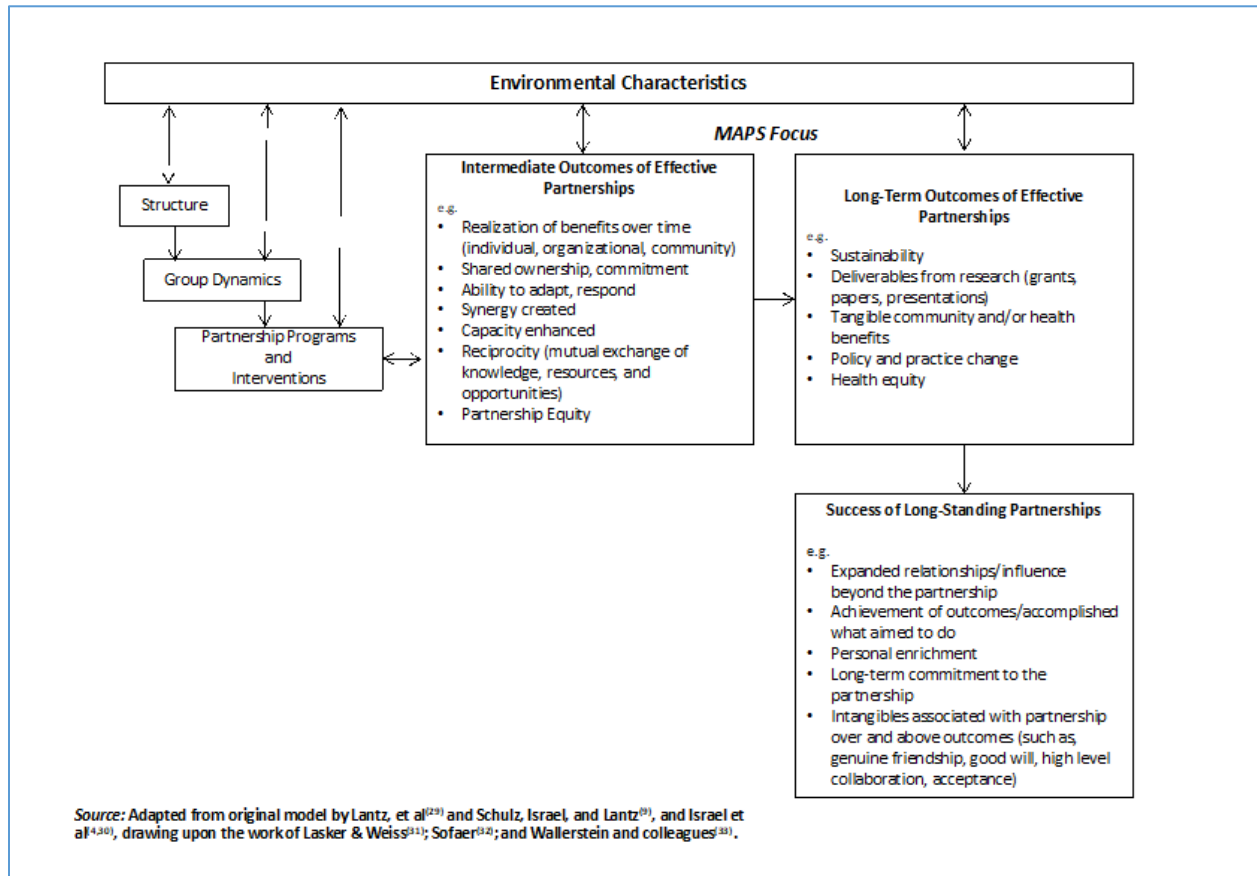 Environmental Characteristics
MAPS Focus
Structure
Group Dynamics
Partnership Programs
and
Interventions
Intermediate Outcomes of Effective
Partnerships
e.g.
• Realization of benefits over time
(individual, organizational, community)
• Shared ownership, commitment
• Ability to adapt, respond
• Synergy created
• Capacity enhanced
• Reciprocity (mutual exchange of
knowledge, resources, and
opportunities)
• Partnership Equity
Long-Term Outcomes of Effective
Partnerships
e.g.
• Sustainability
• Deliverables from research (grants,
papers, presentations)
• Tangible community and/or health
benefits
• Policy and practice change
• Health equity
Success of Long-Standing Partnerships
e.g.
• Expanded relationships/influence
beyond the partnership
• Achievement of outcomes/accomplished
what aimed to do
• Personal enrichment
• Long-term commitment to the
partnership
• Intangibles associated with partnership
over and above outcomes (such as,
genuine friendship, good will, high level
collaboration, acceptance)
Source: Adapted from original model by Lantz, et al(29) and Schulz, Israel, and Lantz(9), and Israel et
al(4,30), drawing upon the work of Lasker & Weiss(31); Sofaer(32); and Wallerstein and colleagues(33).